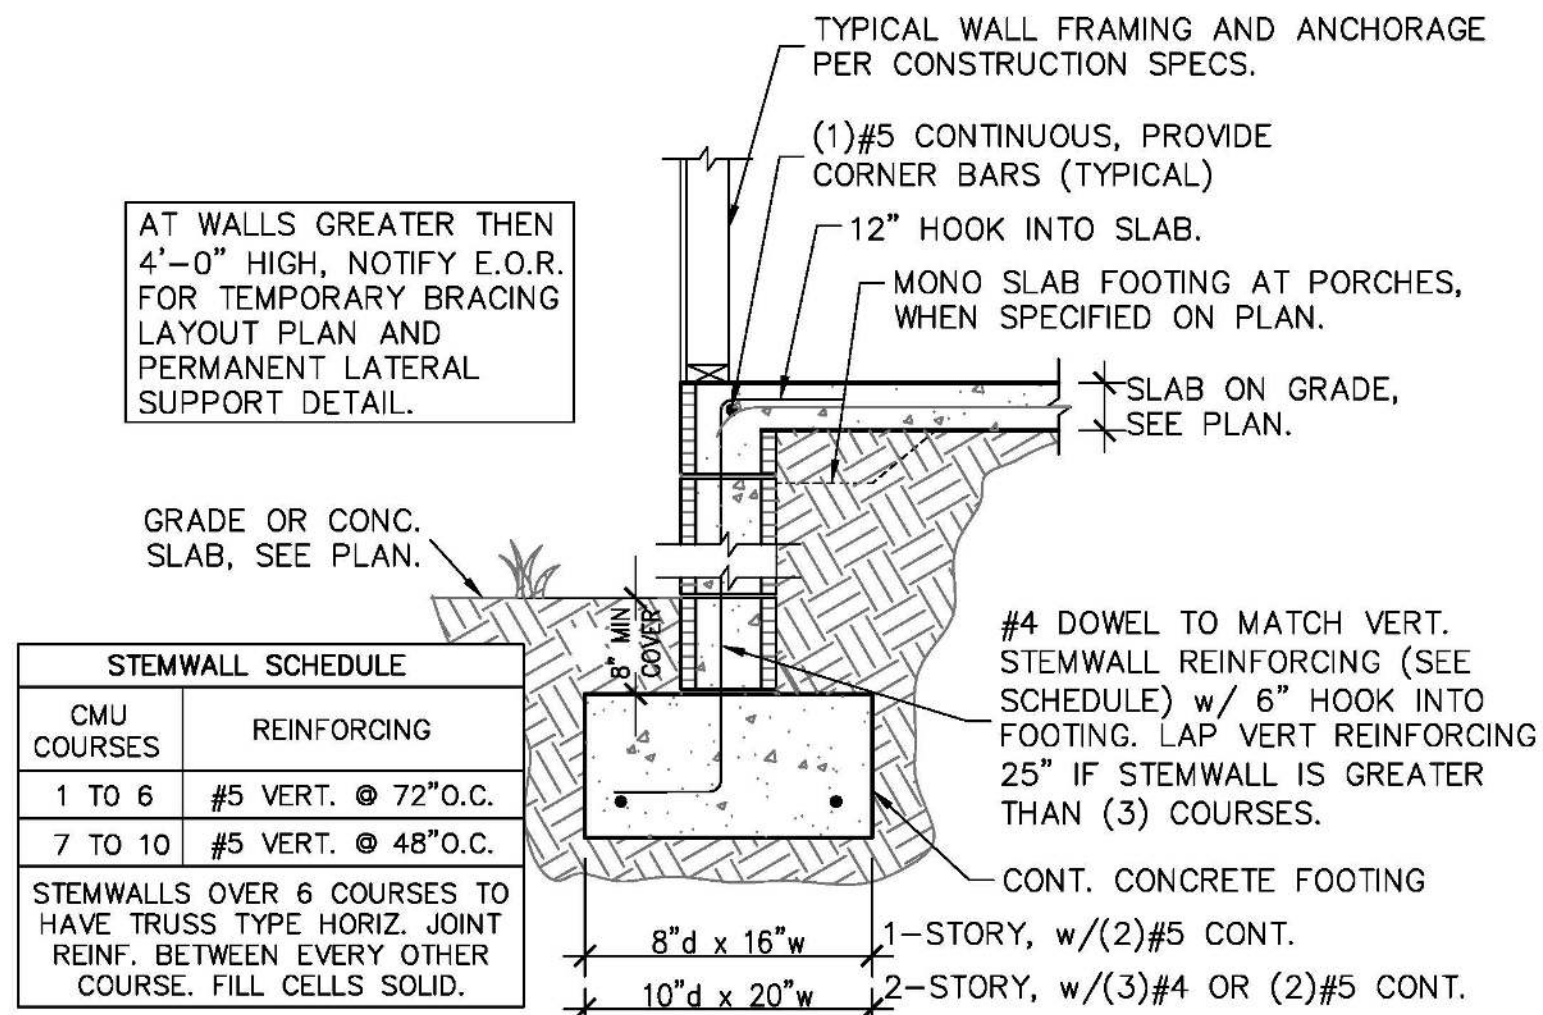 TYPICAL WALL FRAMING AND ANCHORAGE
PER CONSTRUCTION SPECS.
(1)#5 CONTINUOUS, PROVIDE
CORNER BARS (TYPICAL)
12" HOOK INTO SLAB.
MONO SLAB FOOTING AT PORCHES,
WHEN SPECIFIED ON PLAN.
AT WALLS GREATER THEN
4'-0" HIGH, NOTIFY E.O.R.
FOR TEMPORARY BRACING
LAYOUT PLAN AND
PERMANENT LATERAL
SUPPORT DETAIL.
SLAB ON GRADE,
SEE PLAN.
GRADE OR CONC.
SLAB, SEE PLAN.
8" MIN
COVER
#4 DOWEL TO MATCH VERT.
STEMWALL REINFORCING (SEE
SCHEDULE) w/ 6" HOOK INTO
FOOTING. LAP VERT REINFORCING
25" IF STEMWALL IS GREATER
THAN (3) COURSES.
STEMWALL SCHEDULE
CMU
COURSES
REINFORCING
1 TO 6 #5 VERT. @ 72"O.C.
7 TO 10 #5 VERT. @ 48"O.C.
STEMWALLS OVER 6 COURSES TO
HAVE TRUSS TYPE HORIZ. JOINT
REINF. BETWEEN EVERY OTHER
COURSE. FILL CELLS SOLID.
CONT. CONCRETE FOOTING
8"d x 16"w 1-STORY, w/(2)#5 CONT.
10"d x 20"w 2-STORY, w/(3)#4 OR (2)#5 CONT.